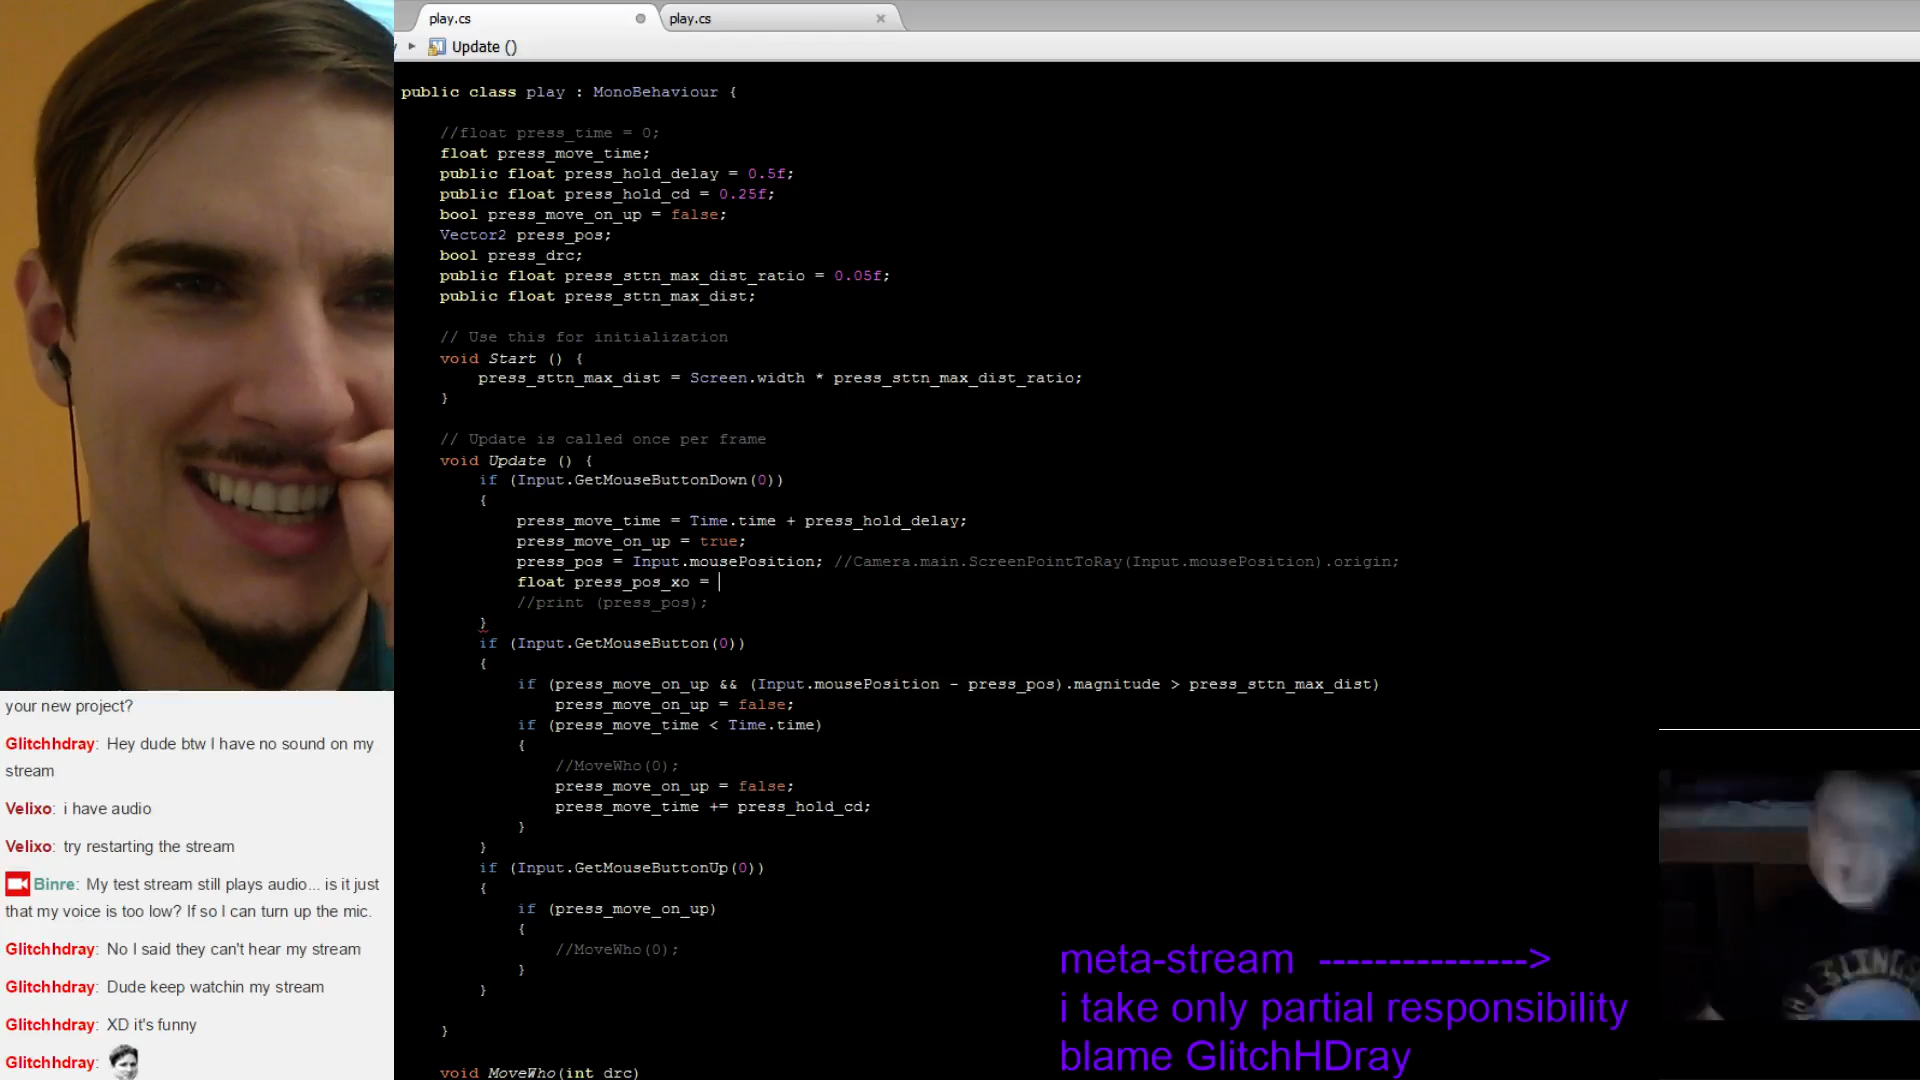 play.cs
play.cs
Update ()
public class play : MonoBehaviour {
//float press_time = 0;
float press_move_time;
public float press_hold_delay = 0.5f;
public float press_hold_cd = 0.25f;
bool press_move_on_up = false;
Vector2 press_pos;
bool press_drc;
public float press_sttn_max_dist_ratio = 0.05f;
public float press_sttn_max_dist;
// Use this for initialization
void Start () {
press_sttn_max_dist = Screen.width * press_sttn_max_dist_ratio;
}
// Update is called once per frame
void Update () {
if (Input.GetMouseButtonDown(0))
{
press_move_time = Time.time + press_hold_delay;
press_move_on_up = true;
press_pos = Input.mousePosition; //Camera.main.ScreenPointToRay(Input.mousePosition).origin;
float press_pos_xo =
//print (press_pos);
}
if (Input.GetMouseButton(0))
{
if (press_move_on_up && (Input.mousePosition - press_pos).magnitude > press_sttn_max_dist)
press_move_on_up = false;
if (press_move_time < Time.time)
{
//MoveWho(0);
press_move_on_up = false;
press_move_time += press_hold_cd;
}
}
if (Input.GetMouseButtonUp(0))
{
if (press_move_on_up)
{
//MoveWho(0);
}
}
}
void MoveWho(int drc)
your new project?
Glitchhdray: Hey dude btw I have no sound on my
stream
Velixo: i have audio
Velixo: try restarting the stream
Binre: My test stream still plays audio... is it just
that my voice is too low? If so I can turn up the mic.
Glitchhdray: No I said they can't hear my stream
Glitchhdray: Dude keep watchin my stream
Glitchhdray: XD it's funny
Glitchhdray:
meta-stream --------------->
i take only partial responsibility
blame GlitchHDray